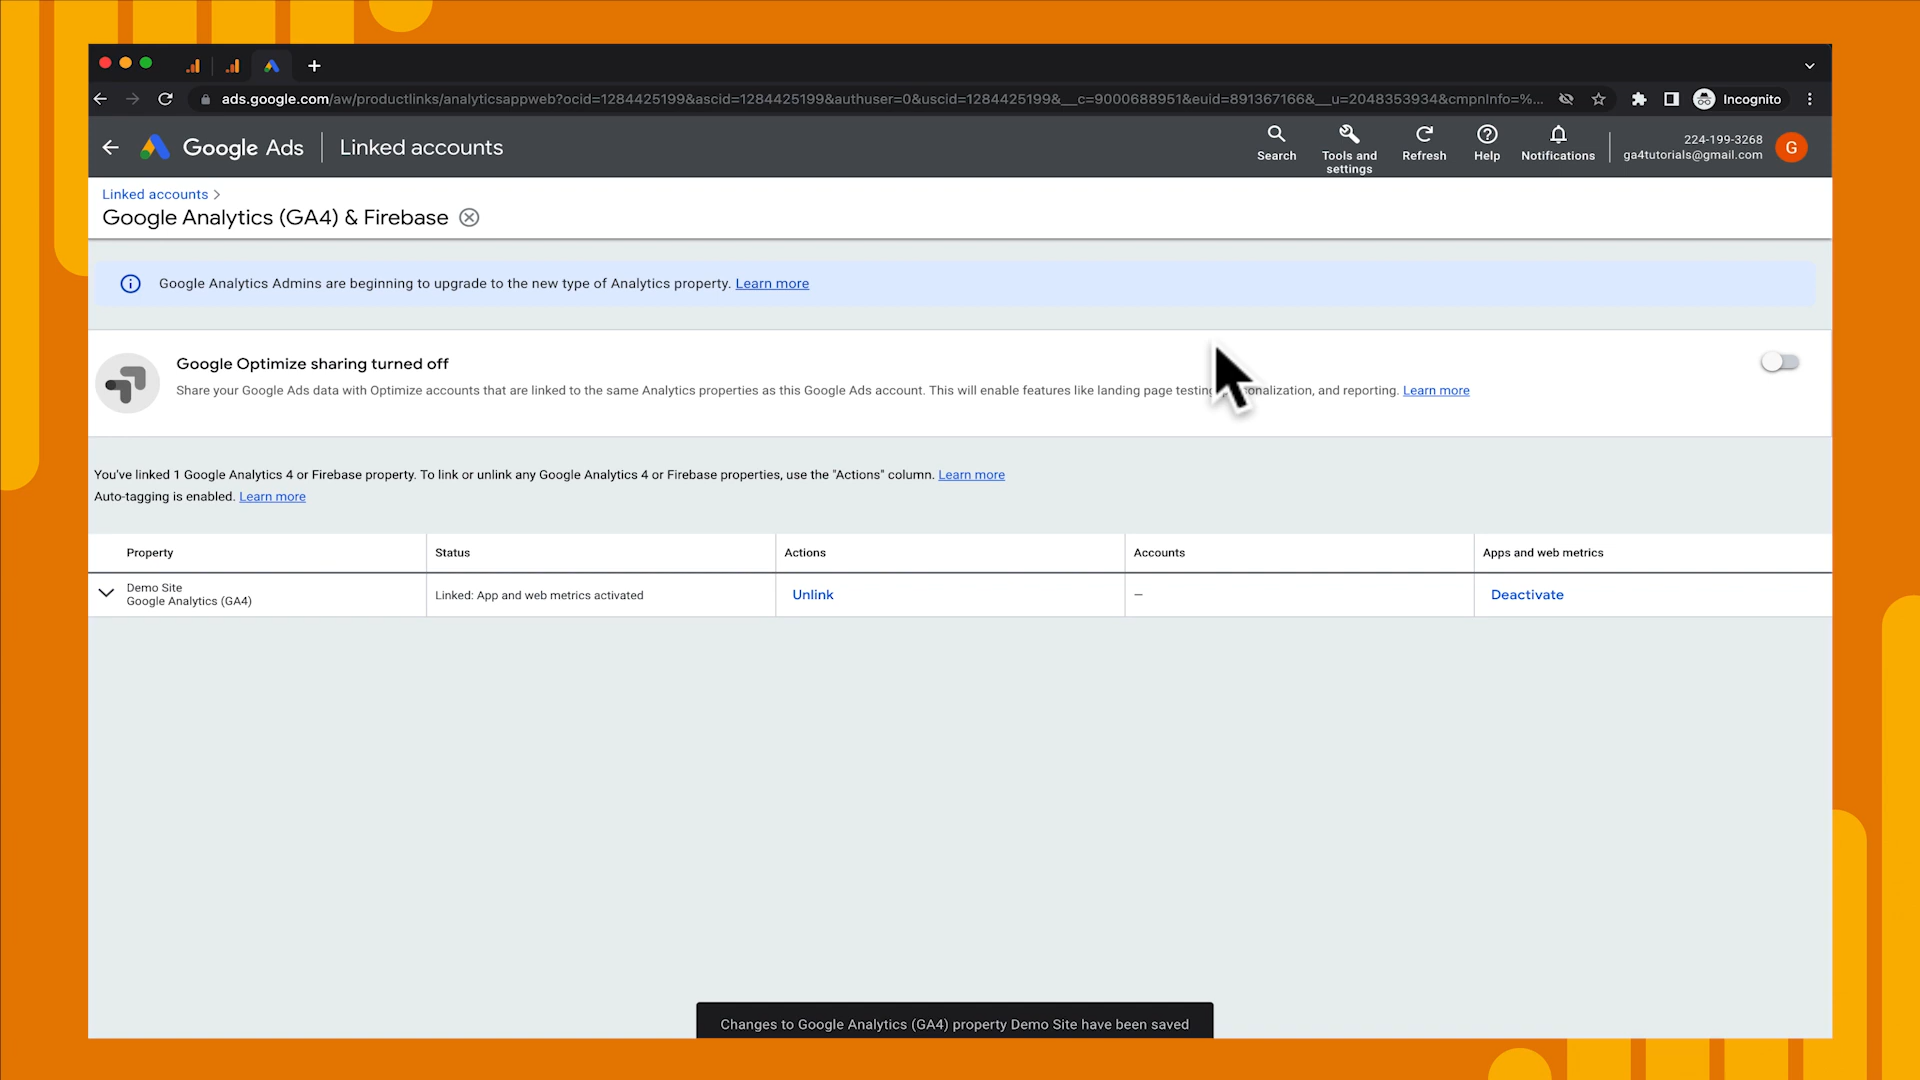 ads.google.com/aw/productlinks/analyticsappweb?ocid=1284425199&ascid=1284425199&authuser=0&uscid=1284425199&__c=9000688951&euid=891367166&__u=2048353934&cmpnInfo=%...
Incognito
Google Ads
Linked accounts
Search
Tools and
settings
Refresh
Help
Notifications
224-199-3268
ga4tutorials@gmail.com
G
Linked accounts >
Google Analytics (GA4) & Firebase
Google Analytics Admins are beginning to upgrade to the new type of Analytics property. Learn more
Google Optimize sharing turned off
Share your Google Ads data with Optimize accounts that are linked to the same Analytics properties as this Google Ads account. This will enable features like landing page testing onalization, and reporting. Learn more
You've linked 1 Google Analytics 4 or Firebase property. To link or unlink any Google Analytics 4 or Firebase properties, use the "Actions" column. Learn more
Auto-tagging is enabled. Learn more
Property Status Actions Accounts Apps and web metrics
Demo Site
Google Analytics (GA4)
Linked: App and web metrics activated
Unlink
—
Deactivate
Changes to Google Analytics (GA4) property Demo Site have been saved